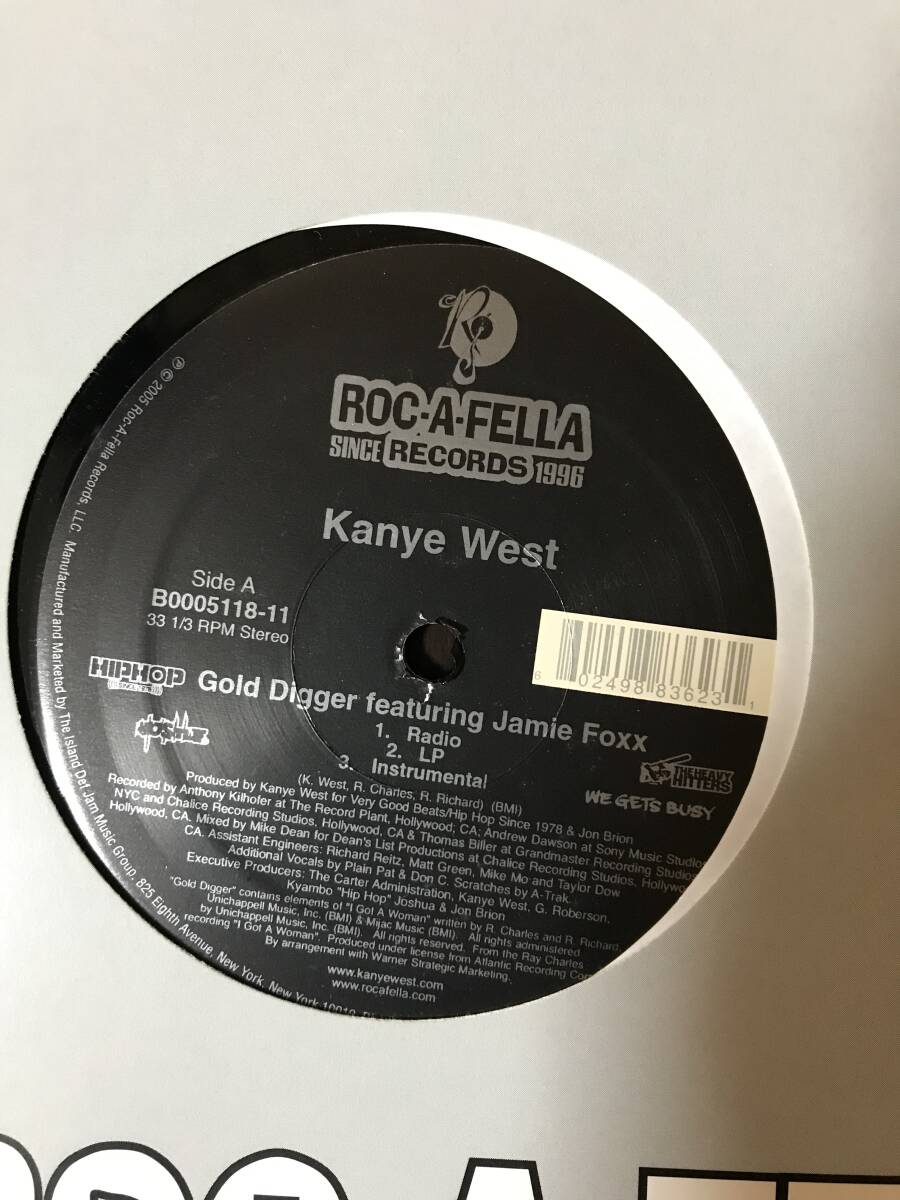 ROC-A-FELLA
SINCE RECORDS 1996
Kanye West
Side A
B0005118-11
33 1/3 RPM Stereo
6 02498 83623 1
HIPHOP
Gold Digger featuring Jamie Foxx
1. Radio
2. LP
3. Instrumental
THE HEAVY HITTERS
WE GETS BUSY
(K. West, R. Charles, R. Richard) (BMI)
Produced by Kanye West for Very Good Beats/Hip Hop Since 1978 & Jon Brion
Recorded by Anthony Kilhofer at The Record Plant, Hollywood; CA; Andrew Dawson at Sony Music Studios,
NYC and Chalice Recording Studios, Hollywood, CA & Thomas Biller at Grandmaster Recording Studios
Hollywood, CA. Mixed by Mike Dean for Dean's List Productions at Chalice Recording Studios, Hollywood,
CA. Assistant Engineers: Richard Reitz, Matt Green, Mike Mo and Taylor Dow
Additional Vocals by Plain Pat & Don C. Scratches by A-Trak.
Executive Producers: The Carter Administration, Kanye West, G. Roberson,
Kyambo "Hip Hop" Joshua & Jon Brion
"Gold Digger" contains elements of "I Got A Woman" written by R. Charles and R. Richard,
by Unichappell Music, Inc. (BMI) & Mijac Music (BMI). All rights administered
by Unichappell Music, Inc. (BMI). All rights reserved. From the Ray Charles
recording "I Got A Woman". Produced under license from Atlantic Recording Corp
By arrangement with Warner Strategic Marketing.
www.kanyewest.com
www.rocafella.com
℗ © 2005 Roc-A-Fella Records, LLC. Manufactured and Marketed by The Island Def Jam Music Group, 825 Eighth Avenue, New York, New York 10019